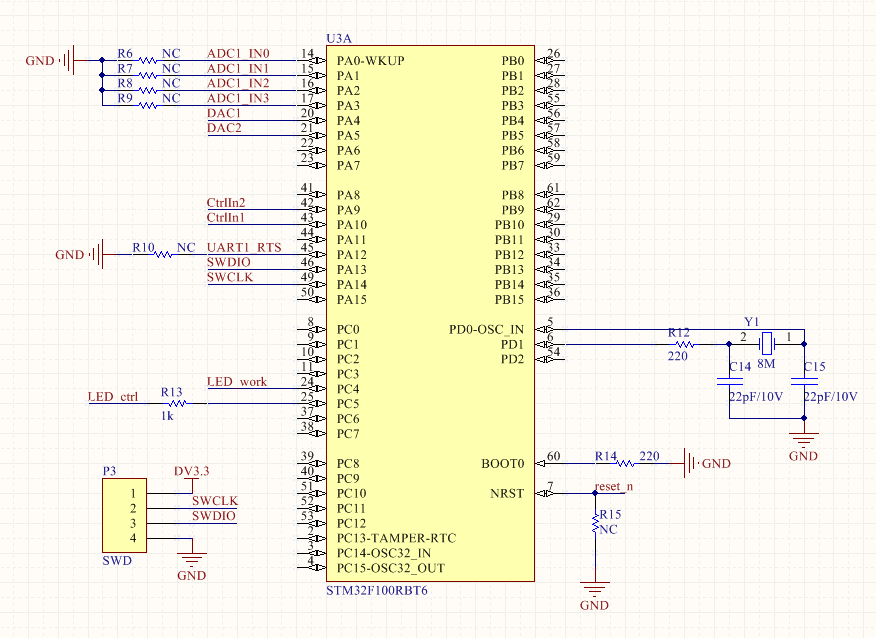 U3A
GND
R6 NC ADC1_IN0 14 PA0-WKUP PB0 26
R7 NC ADC1_IN1 15 PA1 PB1 27
R8 NC ADC1_IN2 16 PA2 PB2 28
R9 NC ADC1_IN3 17 PA3 PB3 55
DAC1 20 PA4 PB4 56
DAC2 21 PA5 PB5 57
22 PA6 PB6 58
23 PA7 PB7 59
41 PA8 PB8 61
CtrlIn2 42 PA9 PB9 62
CtrlIn1 43 PA10 PB10 29
44 PA11 PB11 30
GND R10 NC UART1_RTS 45 PA12 PB12 33
SWDIO 46 PA13 PB13 34
SWCLK 49 PA14 PB14 35
50 PA15 PB15 36
8 PC0 PD0-OSC_IN 5
9 PC1 PD1 6 R12 220
10 PC2 PD2 54
Y1
2 1
8M
C14 C15
22pF/10V 22pF/10V
GND
11 PC3
LED_work 24 PC4
LED_ctrl R13 1k 25 PC5
37 PC6
38 PC7
39 PC8 BOOT0 60 R14 220 GND
40 PC9
51 PC10 NRST 7 reset_n
52 PC11
53 PC12
2 PC13-TAMPER-RTC
3 PC14-OSC32_IN
4 PC15-OSC32_OUT
R15
NC
GND
P3 DV3.3
1
2 SWCLK
3 SWDIO
4
SWD GND
STM32F100RBT6